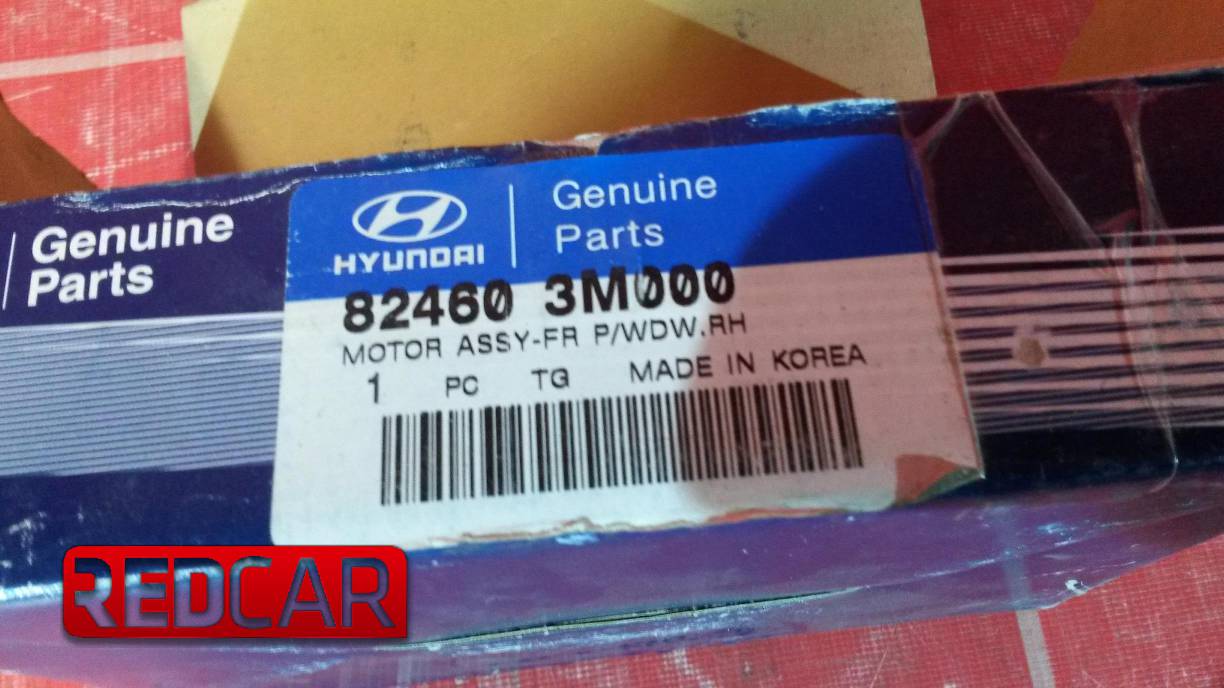 Genuine
Parts
HYUNDAI
Genuine
Parts
82460 3M000
MOTOR ASSY-FR P/WDW.RH
1 PC TG MADE IN KOREA
REDCAR